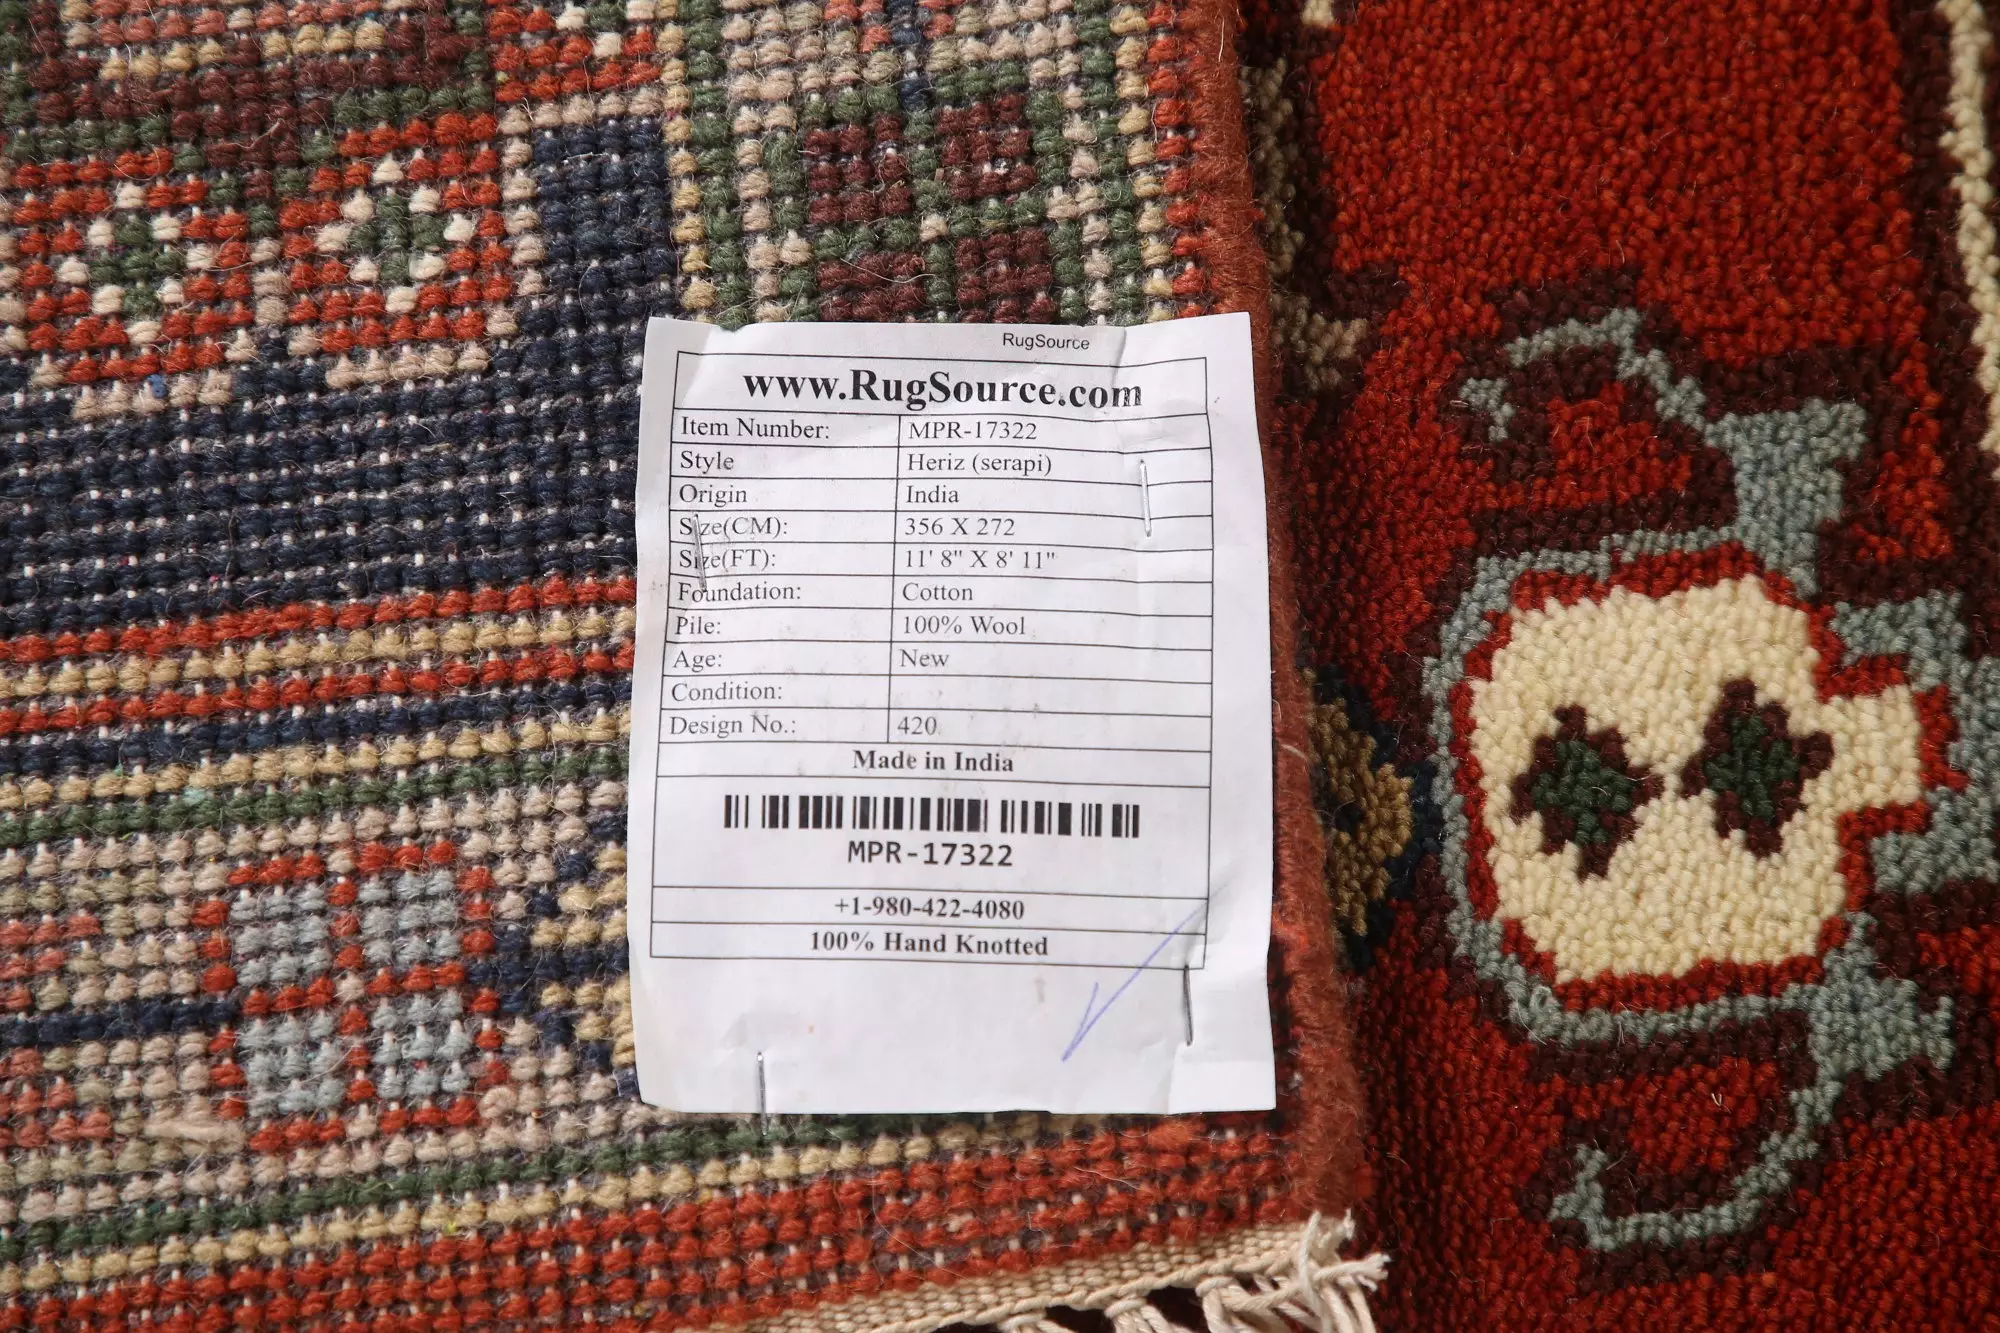 RugSource
www.RugSource.com
Item Number: MPR-17322
Style Heriz (serapi)
Origin India
Size(CM): 356 X 272
Size(FT): 11' 8" X 8' 11"
Foundation: Cotton
Pile: 100% Wool
Age: New
Condition:
Design No.: 420
Made in India
MPR-17322
+1-980-422-4080
100% Hand Knotted